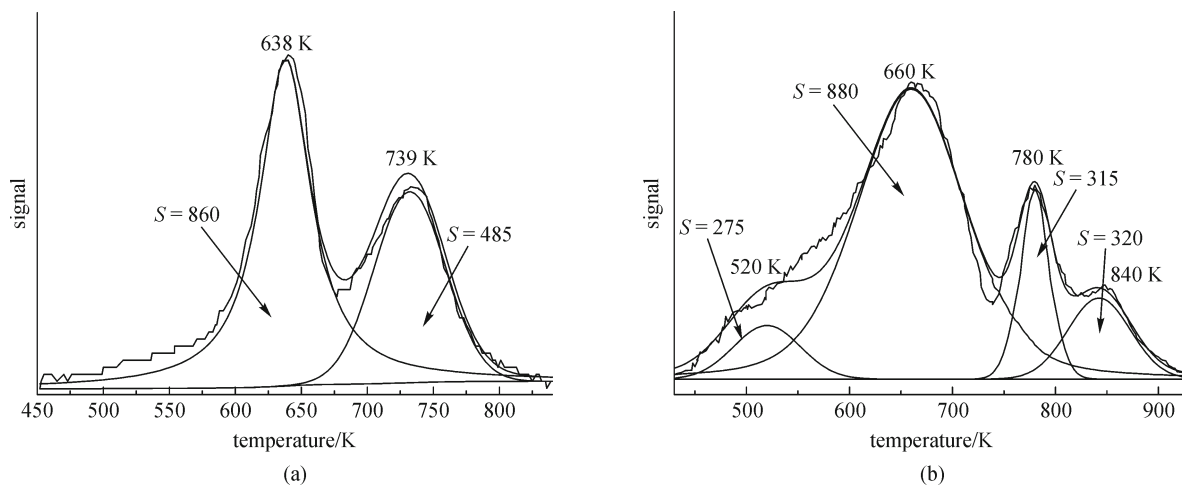 638 K
739 K
S = 860
S = 485
signal
450 500 550 600 650 700 750 800
temperature/K
(a)
660 K
S = 880
780 K
S = 315
S = 275
520 K
S = 320
840 K
signal
500 600 700 800 900
temperature/K
(b)